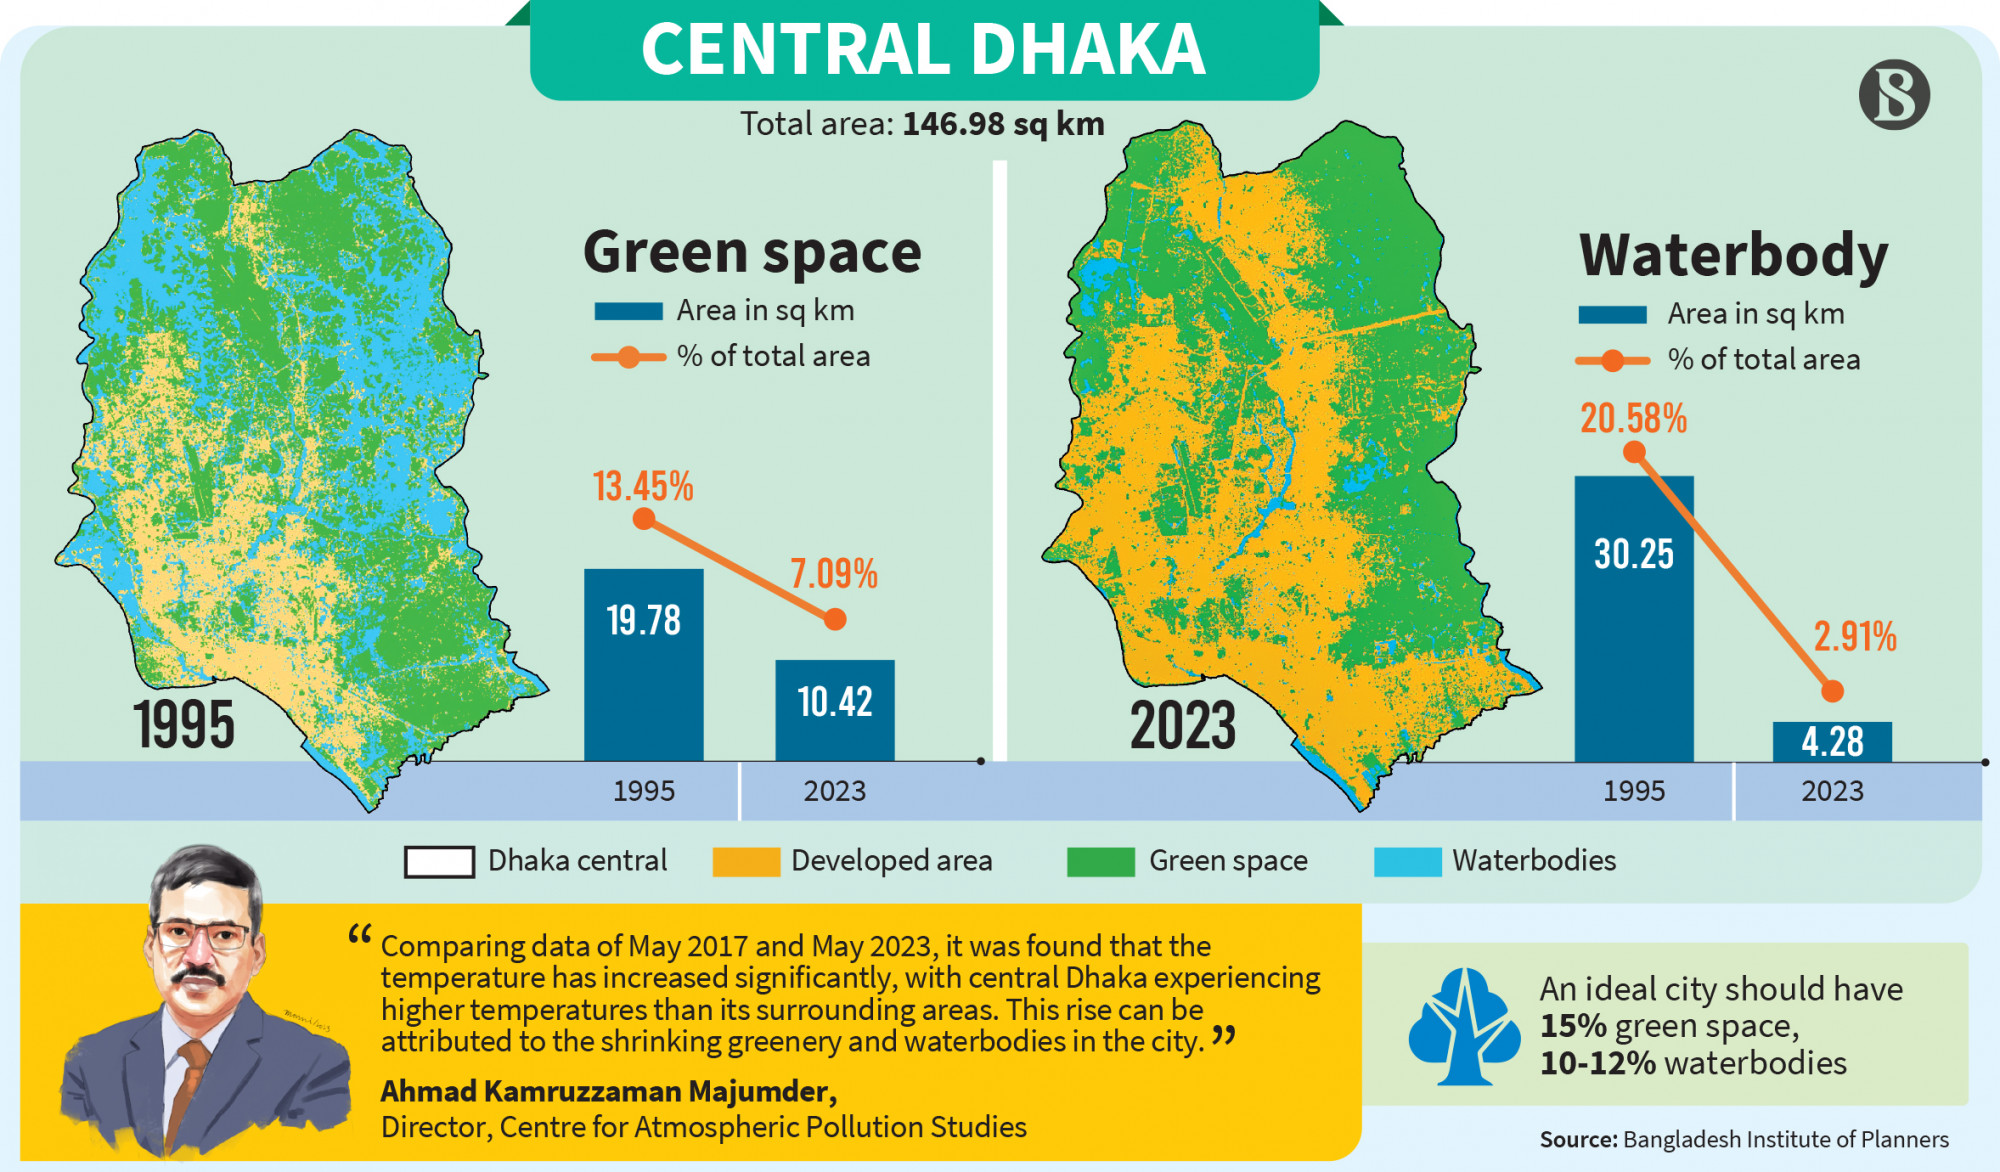 CENTRAL DHAKA
Total area: 146.98 sq km
B
Green space
Area in sq km
% of total area
13.45%
7.09%
19.78
10.42
1995
1995
2023
Waterbody
Area in sq km
% of total area
20.58%
2.91%
30.25
4.28
2023
1995
2023
Dhaka central
Developed area
Green space
Waterbodies
“ Comparing data of May 2017 and May 2023, it was found that the
temperature has increased significantly, with central Dhaka experiencing
higher temperatures than its surrounding areas. This rise can be
attributed to the shrinking greenery and waterbodies in the city. ”
Ahmad Kamruzzaman Majumder,
Director, Centre for Atmospheric Pollution Studies
An ideal city should have
15% green space,
10-12% waterbodies
Source: Bangladesh Institute of Planners